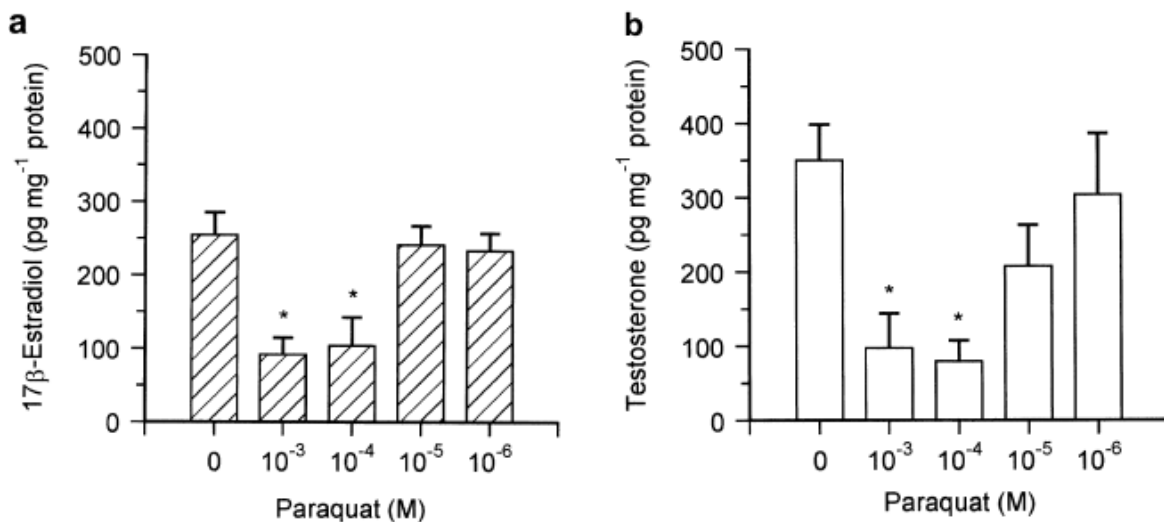 a
17β-Estradiol (pg mg⁻¹ protein)
500
400
300
200
100
0
*
*
0 10⁻³ 10⁻⁴ 10⁻⁵ 10⁻⁶
Paraquat (M)
b
Testosterone (pg mg⁻¹ protein)
500
400
300
200
100
0
*
*
0 10⁻³ 10⁻⁴ 10⁻⁵ 10⁻⁶
Paraquat (M)